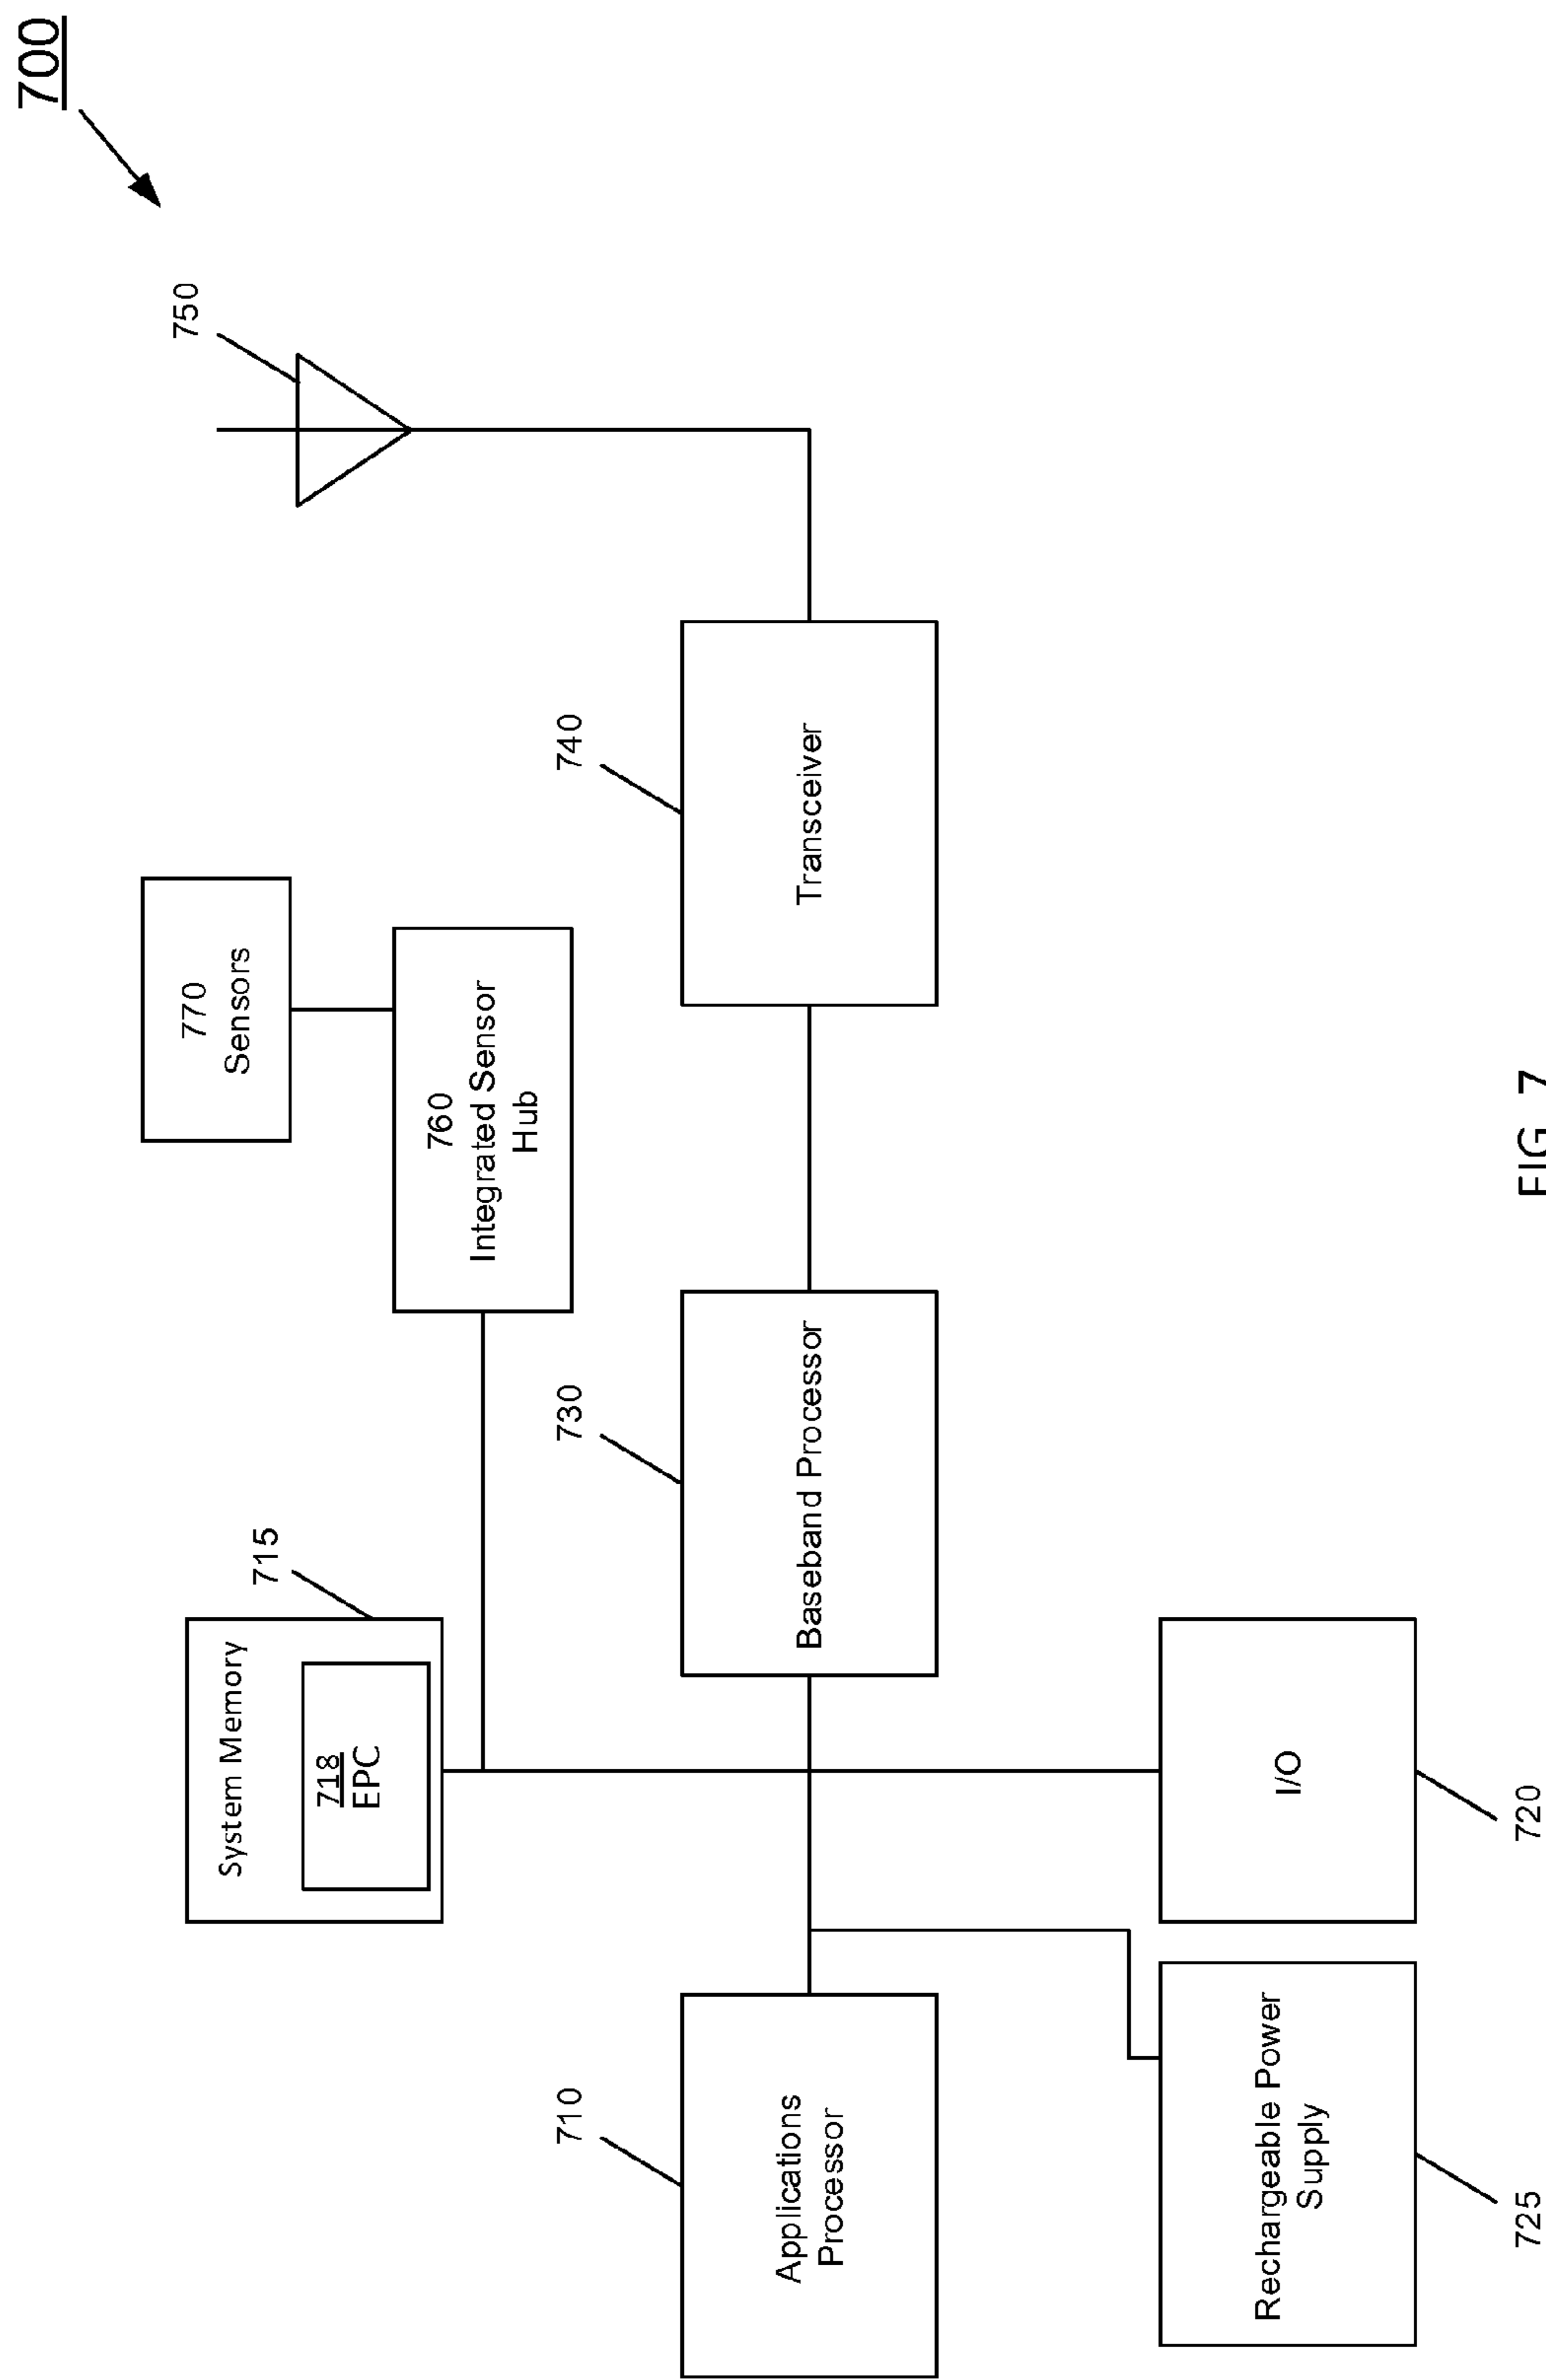 700
750
770
Sensors
715
System Memory
718
EPC
760
Integrated Sensor
Hub
710
730
740
Applications
Processor
Baseband Processor
Transceiver
Rechargeable Power
Supply
I/O
725
720
FIG. 7